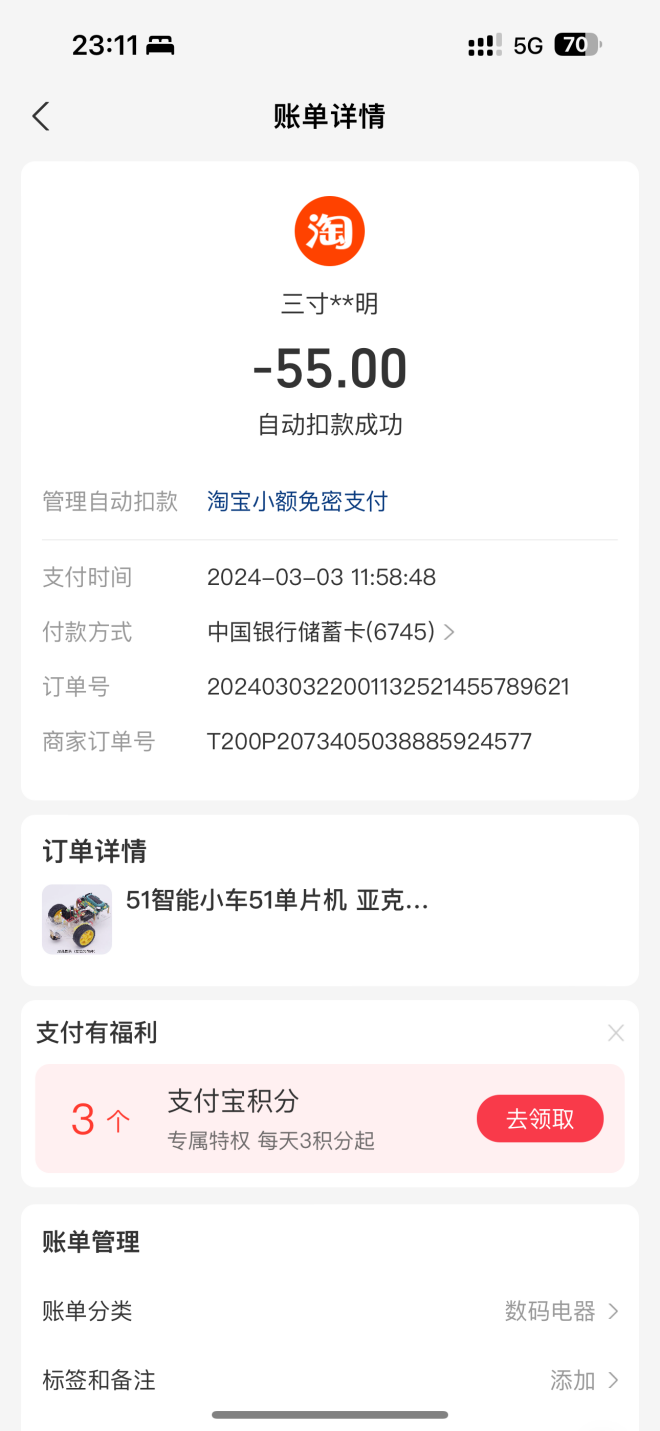 23:11
5G 70
账单详情
淘
三寸**明
-55.00
自动扣款成功
管理自动扣款 淘宝小额免密支付
支付时间 2024-03-03 11:58:48
付款方式 中国银行储蓄卡(6745)
订单号 2024030322001132521455789621
商家订单号 T200P2073405038885924577
订单详情
51智能小车51单片机 亚克...
支付有福利
3 个 支付宝积分
专属特权 每天3积分起
去领取
账单管理
账单分类 数码电器
标签和备注 添加